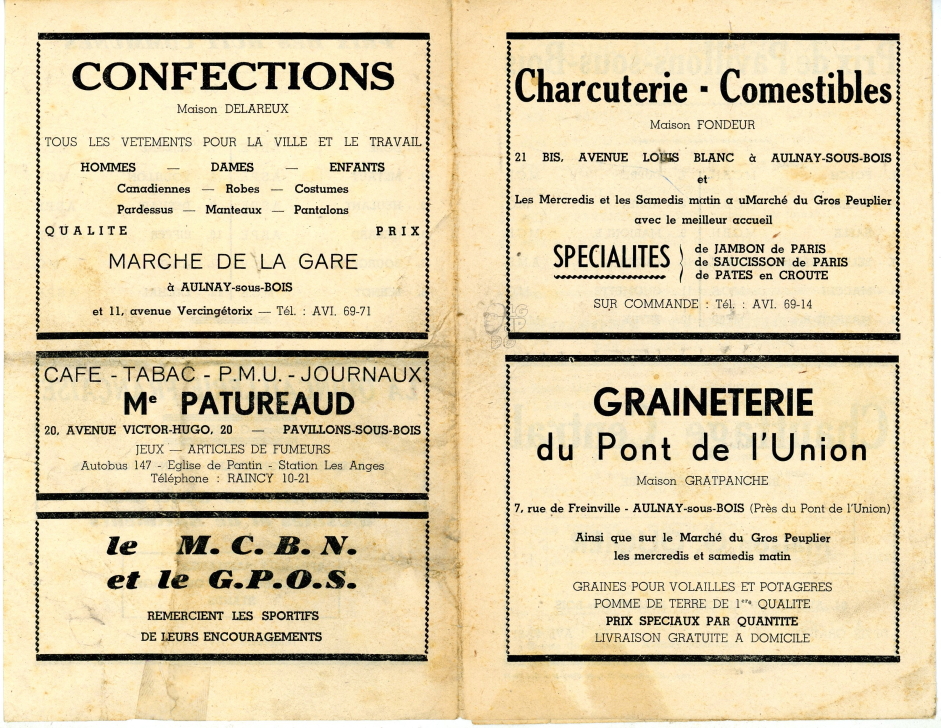 CONFECTIONS
Maison DELAREUX
TOUS LES VETEMENTS POUR LA VILLE ET LE TRAVAIL
HOMMES — DAMES — ENFANTS
Canadiennes — Robes — Costumes
Pardessus — Manteaux — Pantalons
QUALITE PRIX
MARCHE DE LA GARE
à AULNAY-sous-BOIS
et 11, avenue Vercingétorix — Tél. : AVI. 69-71
CAFE - TABAC - P.M.U. - JOURNAUX
Me PATUREAUD
20, AVENUE VICTOR-HUGO, 20 — PAVILLONS-SOUS-BOIS
JEUX — ARTICLES DE FUMEURS
Autobus 147 - Eglise de Pantin - Station Les Anges
Téléphone : RAINCY 10-21
le M. C. B. N.
et le G.P.O.S.
REMERCIENT LES SPORTIFS
DE LEURS ENCOURAGEMENTS
Charcuterie - Comestibles
Maison FONDEUR
21 BIS, AVENUE LOUIS BLANC à AULNAY-SOUS-BOIS
et
Les Mercredis et les Samedis matin a uMarché du Gros Peuplier
avec le meilleur accueil
SPECIALITES
de JAMBON de PARIS
de SAUCISSON de PARIS
de PATES en CROUTE
SUR COMMANDE : Tél. : AVI. 69-14
GRAINETERIE
du Pont de l'Union
Maison GRATPANCHE
7, rue de Freinville - AULNAY-sous-BOIS (Près du Pont de l'Union)
Ainsi que sur le Marché du Gros Peuplier
les mercredis et samedis matin
GRAINES POUR VOLAILLES ET POTAGERES
POMME DE TERRE DE 1ère QUALITE
PRIX SPECIAUX PAR QUANTITE
LIVRAISON GRATUITE A DOMICILE